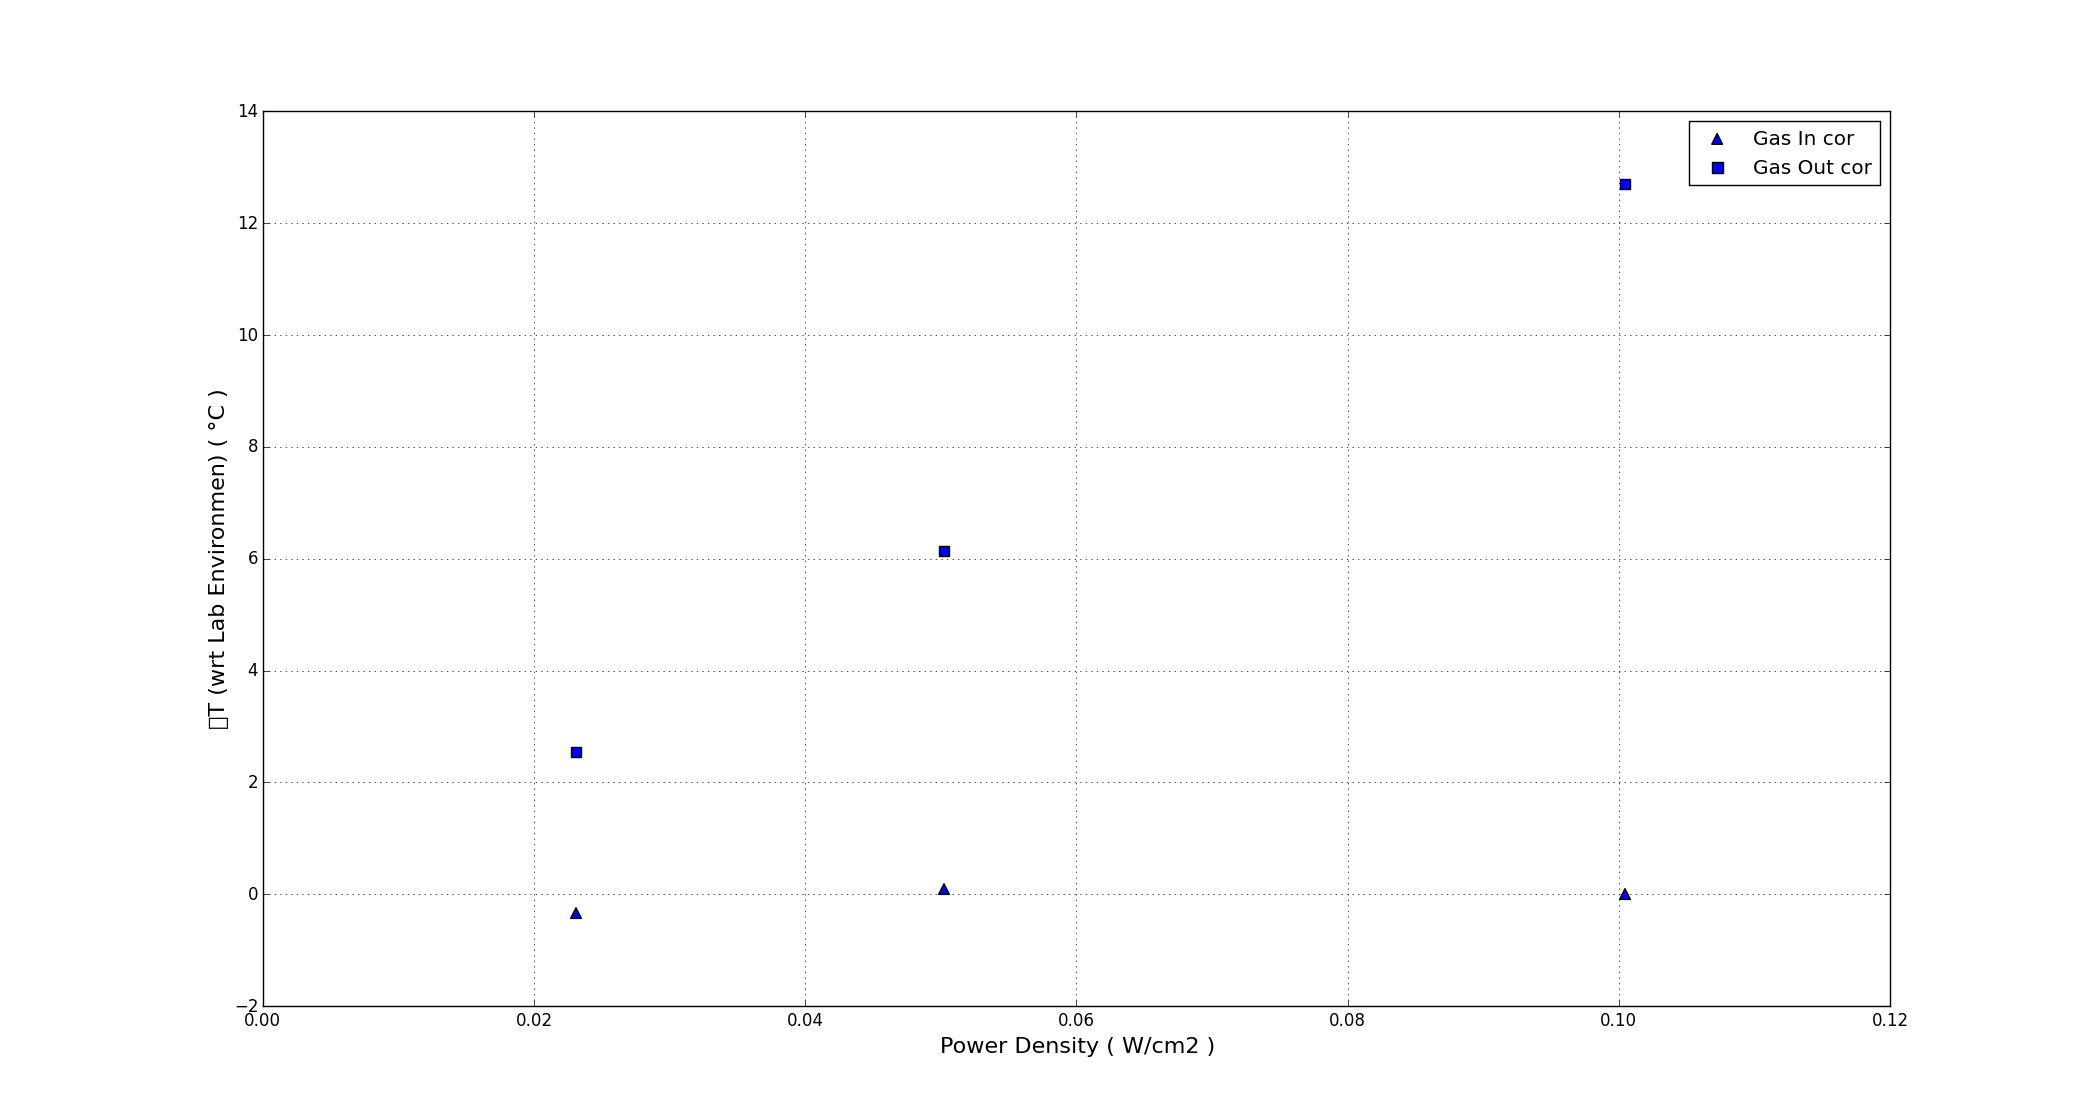 14
Gas In cor
Gas Out cor
12
10
8
6
4
2
0
−2
▯T (wrt Lab Environmen) ( °C )
0.00 0.02 0.04 0.06 0.08 0.10 0.12
Power Density ( W/cm2 )